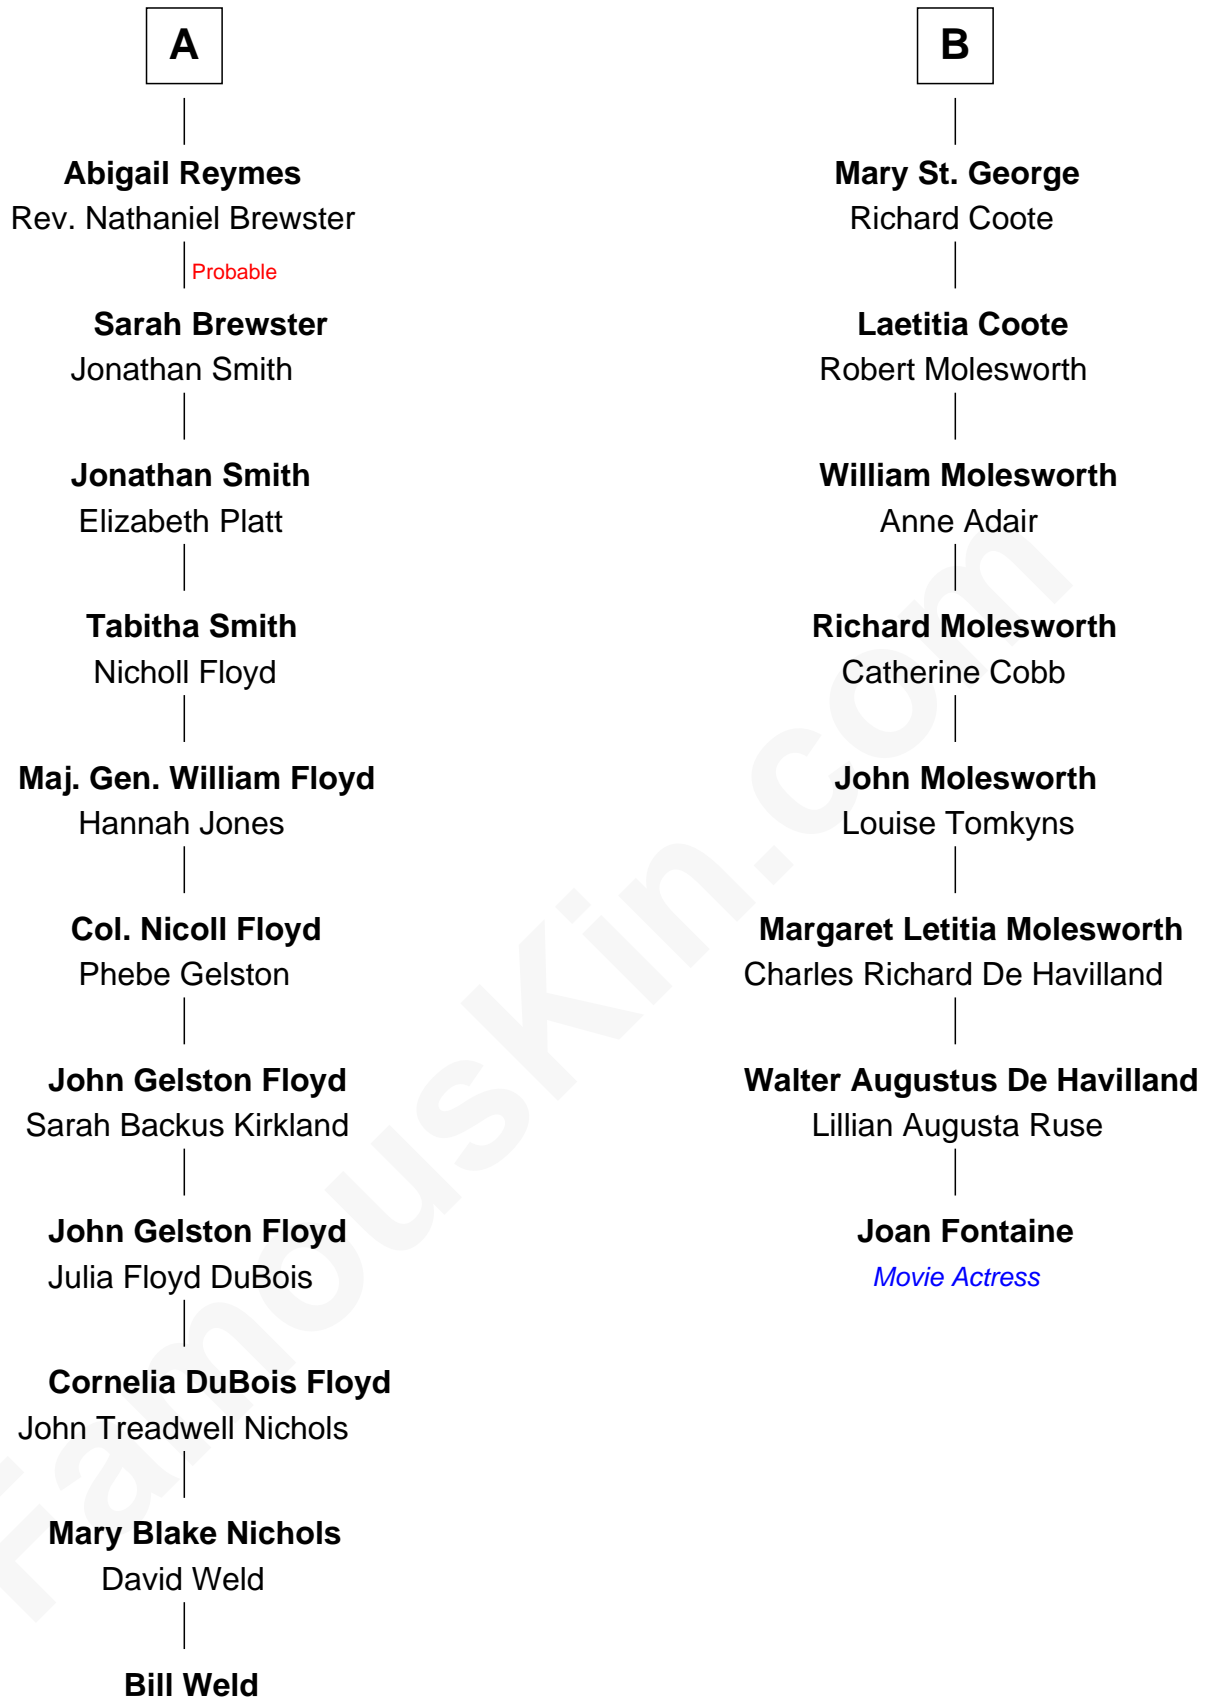 A
Abigail Reymes
Rev. Nathaniel Brewster
Probable
Sarah Brewster
Jonathan Smith
Jonathan Smith
Elizabeth Platt
Tabitha Smith
Nicholl Floyd
Maj. Gen. William Floyd
Hannah Jones
Col. Nicoll Floyd
Phebe Gelston
John Gelston Floyd
Sarah Backus Kirkland
John Gelston Floyd
Julia Floyd DuBois
Cornelia DuBois Floyd
John Treadwell Nichols
Mary Blake Nichols
David Weld
Bill Weld
B
Mary St. George
Richard Coote
Laetitia Coote
Robert Molesworth
William Molesworth
Anne Adair
Richard Molesworth
Catherine Cobb
John Molesworth
Louise Tomkyns
Margaret Letitia Molesworth
Charles Richard De Havilland
Walter Augustus De Havilland
Lillian Augusta Ruse
Joan Fontaine
Movie Actress
FamousKin.com